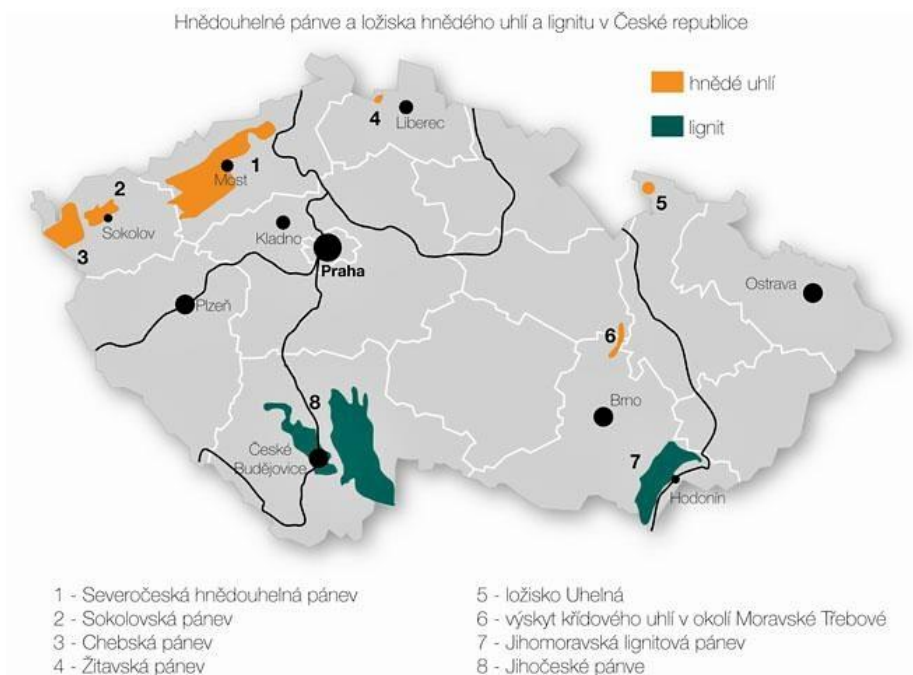 Hnědouhelné pánve a ložiska hnědého uhlí a lignitu v České republice
hnědé uhlí
lignit
4
Liberec
1
Most
2
Sokolov
3
5
Kladno
Praha
Plzeň
Ostrava
6
8
Brno
České
Budějovice
7
Hodonín
1 - Severočeská hnědouhelná pánev
2 - Sokolovská pánev
3 - Chebská pánev
4 - Žitavská pánev
5 - ložisko Uhelná
6 - výskyt křídového uhlí v okolí Moravské Třebové
7 - Jihomoravská lignitová pánev
8 - Jihočeské pánve